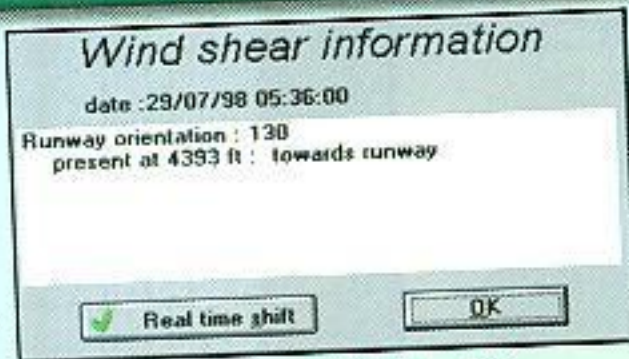 Wind shear information
date :29/07/98 05:36:00
Runway orientation : 130
present at 4393 ft : towards runway
Real time shift
OK